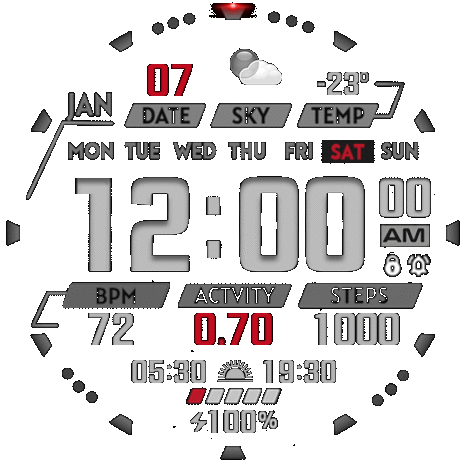 07 -23°
JAN
DATE SKY TEMP
MON TUE WED THU FRI SAT SUN
12:00 00
AM
BPM ACTVITY STEPS
72 0.70 1000
05:30 19:30
100%